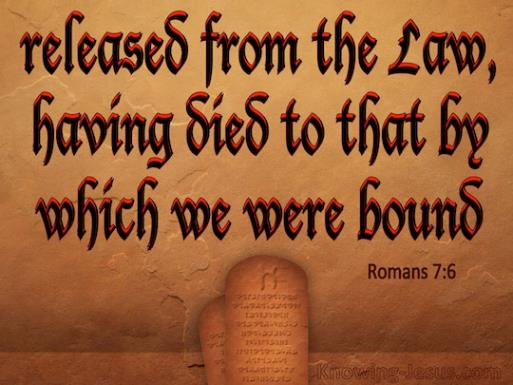 released from the Law,
having died to that by
which we were bound
Romans 7:6
Knowing-Jesus.com